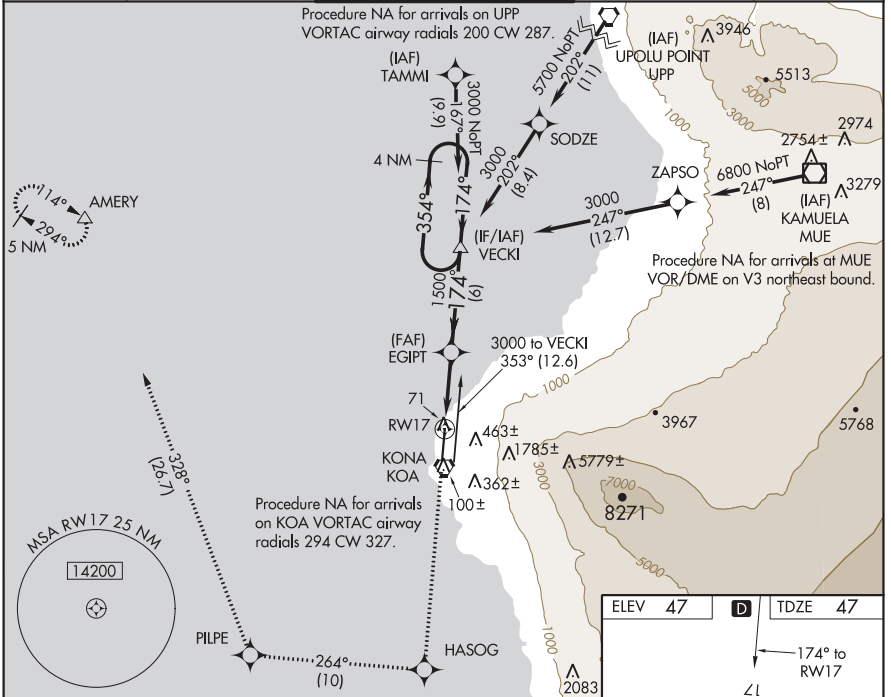 Procedure NA for arrivals on UPP
VORTAC airway radials 200 CW 287.
(IAF)
TAMMI
3000 NoPT
167°
(9.9)
5700 NoPT
202°
(11)
(IAF)
UPOLU POINT
UPP
3946
5513
5000
3000
1000
2974
2754±
3279
SODZE
4 NM
3000
202°
(8.4)
ZAPSO
6800 NoPT
247°
(8)
(IAF)
KAMUELA
MUE
3000
247°
(12.7)
114°
AMERY
294°
5 NM
354°
174°
(IF/IAF)
VECKI
Procedure NA for arrivals at MUE
VOR/DME on V3 northeast bound.
1500
174°
(6)
(FAF)
EGIPT
3000 to VECKI
353° (12.6)
1000
71
RW17
463±
3967
5768
KONA
KOA
1785±
3000
5779±
362±
100±
7000
8271
5000
328°
(26.7)
Procedure NA for arrivals
on KOA VORTAC airway
radials 294 CW 327.
MSA RW17 25 NM
14200
PILPE
264°
(10)
HASOG
1000
2083
ELEV 47
D
TDZE 47
174° to
RW17
17